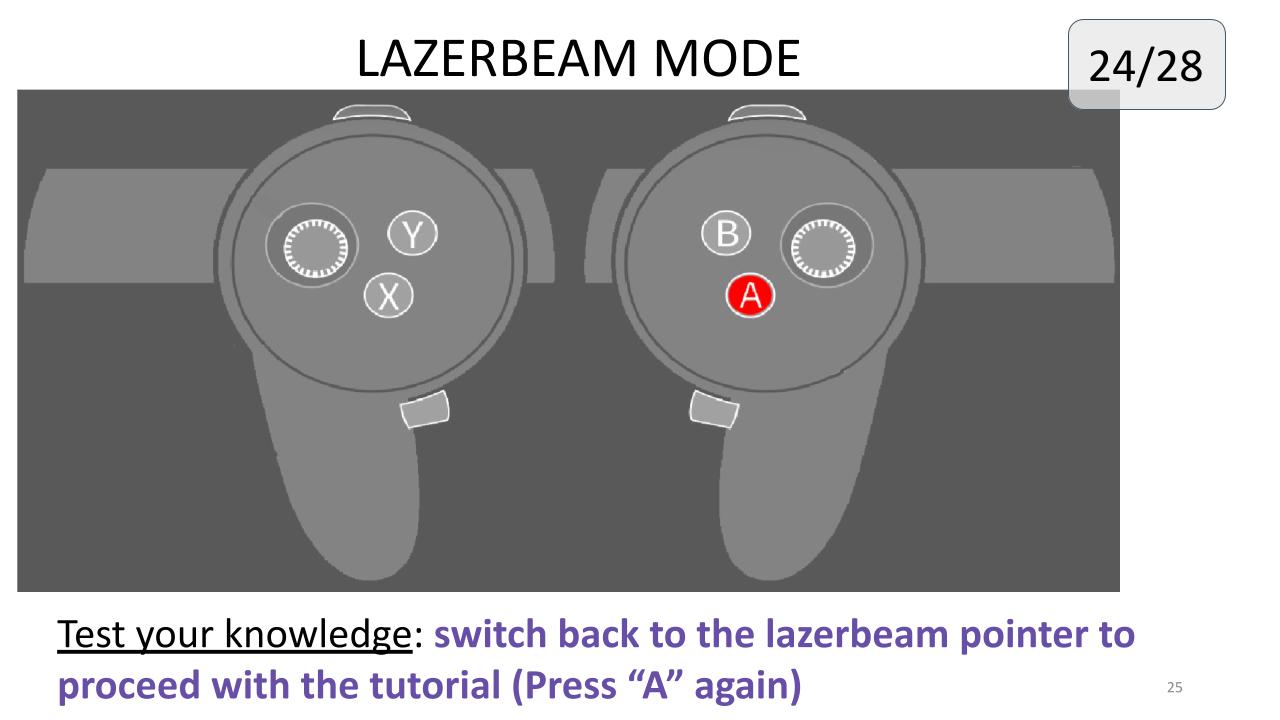 LAZERBEAM MODE
24/28
Y
X
B
A
Test your knowledge: switch back to the lazerbeam pointer to
proceed with the tutorial (Press “A” again)
25